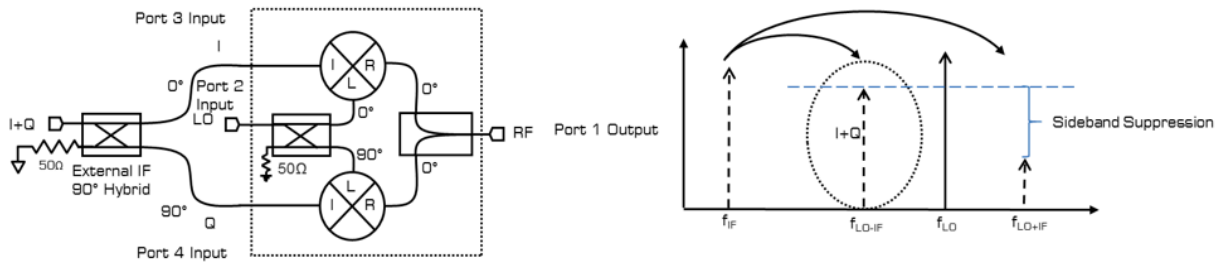 Port 3 Input
I
0°
Port 2
Input
LO
I+Q
50Ω
External IF
90° Hybrid
90°
Q
Port 4 Input
I
R
L
0°
50Ω
90°
L
I
R
0°
0°
RF
Port 1 Output
I+Q
Sideband Suppression
fIF
fLO-IF
fLO
fLO+IF